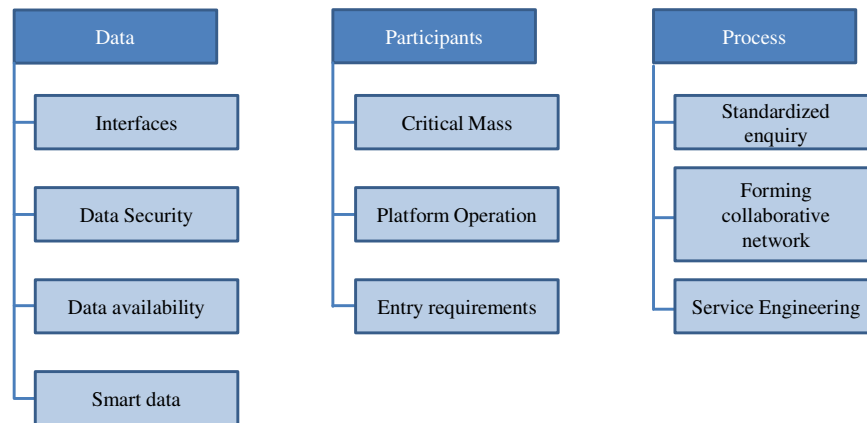 Data
Interfaces
Data Security
Data availability
Smart data
Participants
Critical Mass
Platform Operation
Entry requirements
Process
Standardized
enquiry
Forming
collaborative
network
Service Engineering